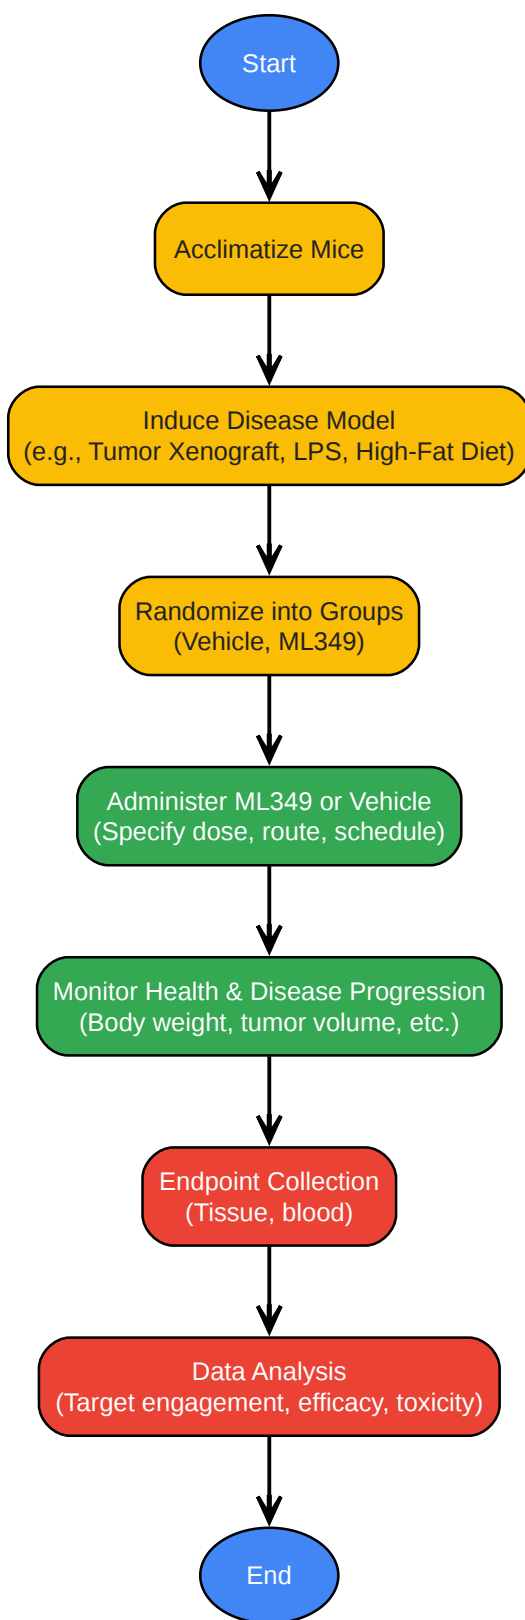 Start
Acclimatize Mice
Induce Disease Model
(e.g., Tumor Xenograft, LPS, High-Fat Diet)
Randomize into Groups
(Vehicle, ML349)
Administer ML349 or Vehicle
(Specify dose, route, schedule)
Monitor Health & Disease Progression
(Body weight, tumor volume, etc.)
Endpoint Collection
(Tissue, blood)
Data Analysis
(Target engagement, efficacy, toxicity)
End